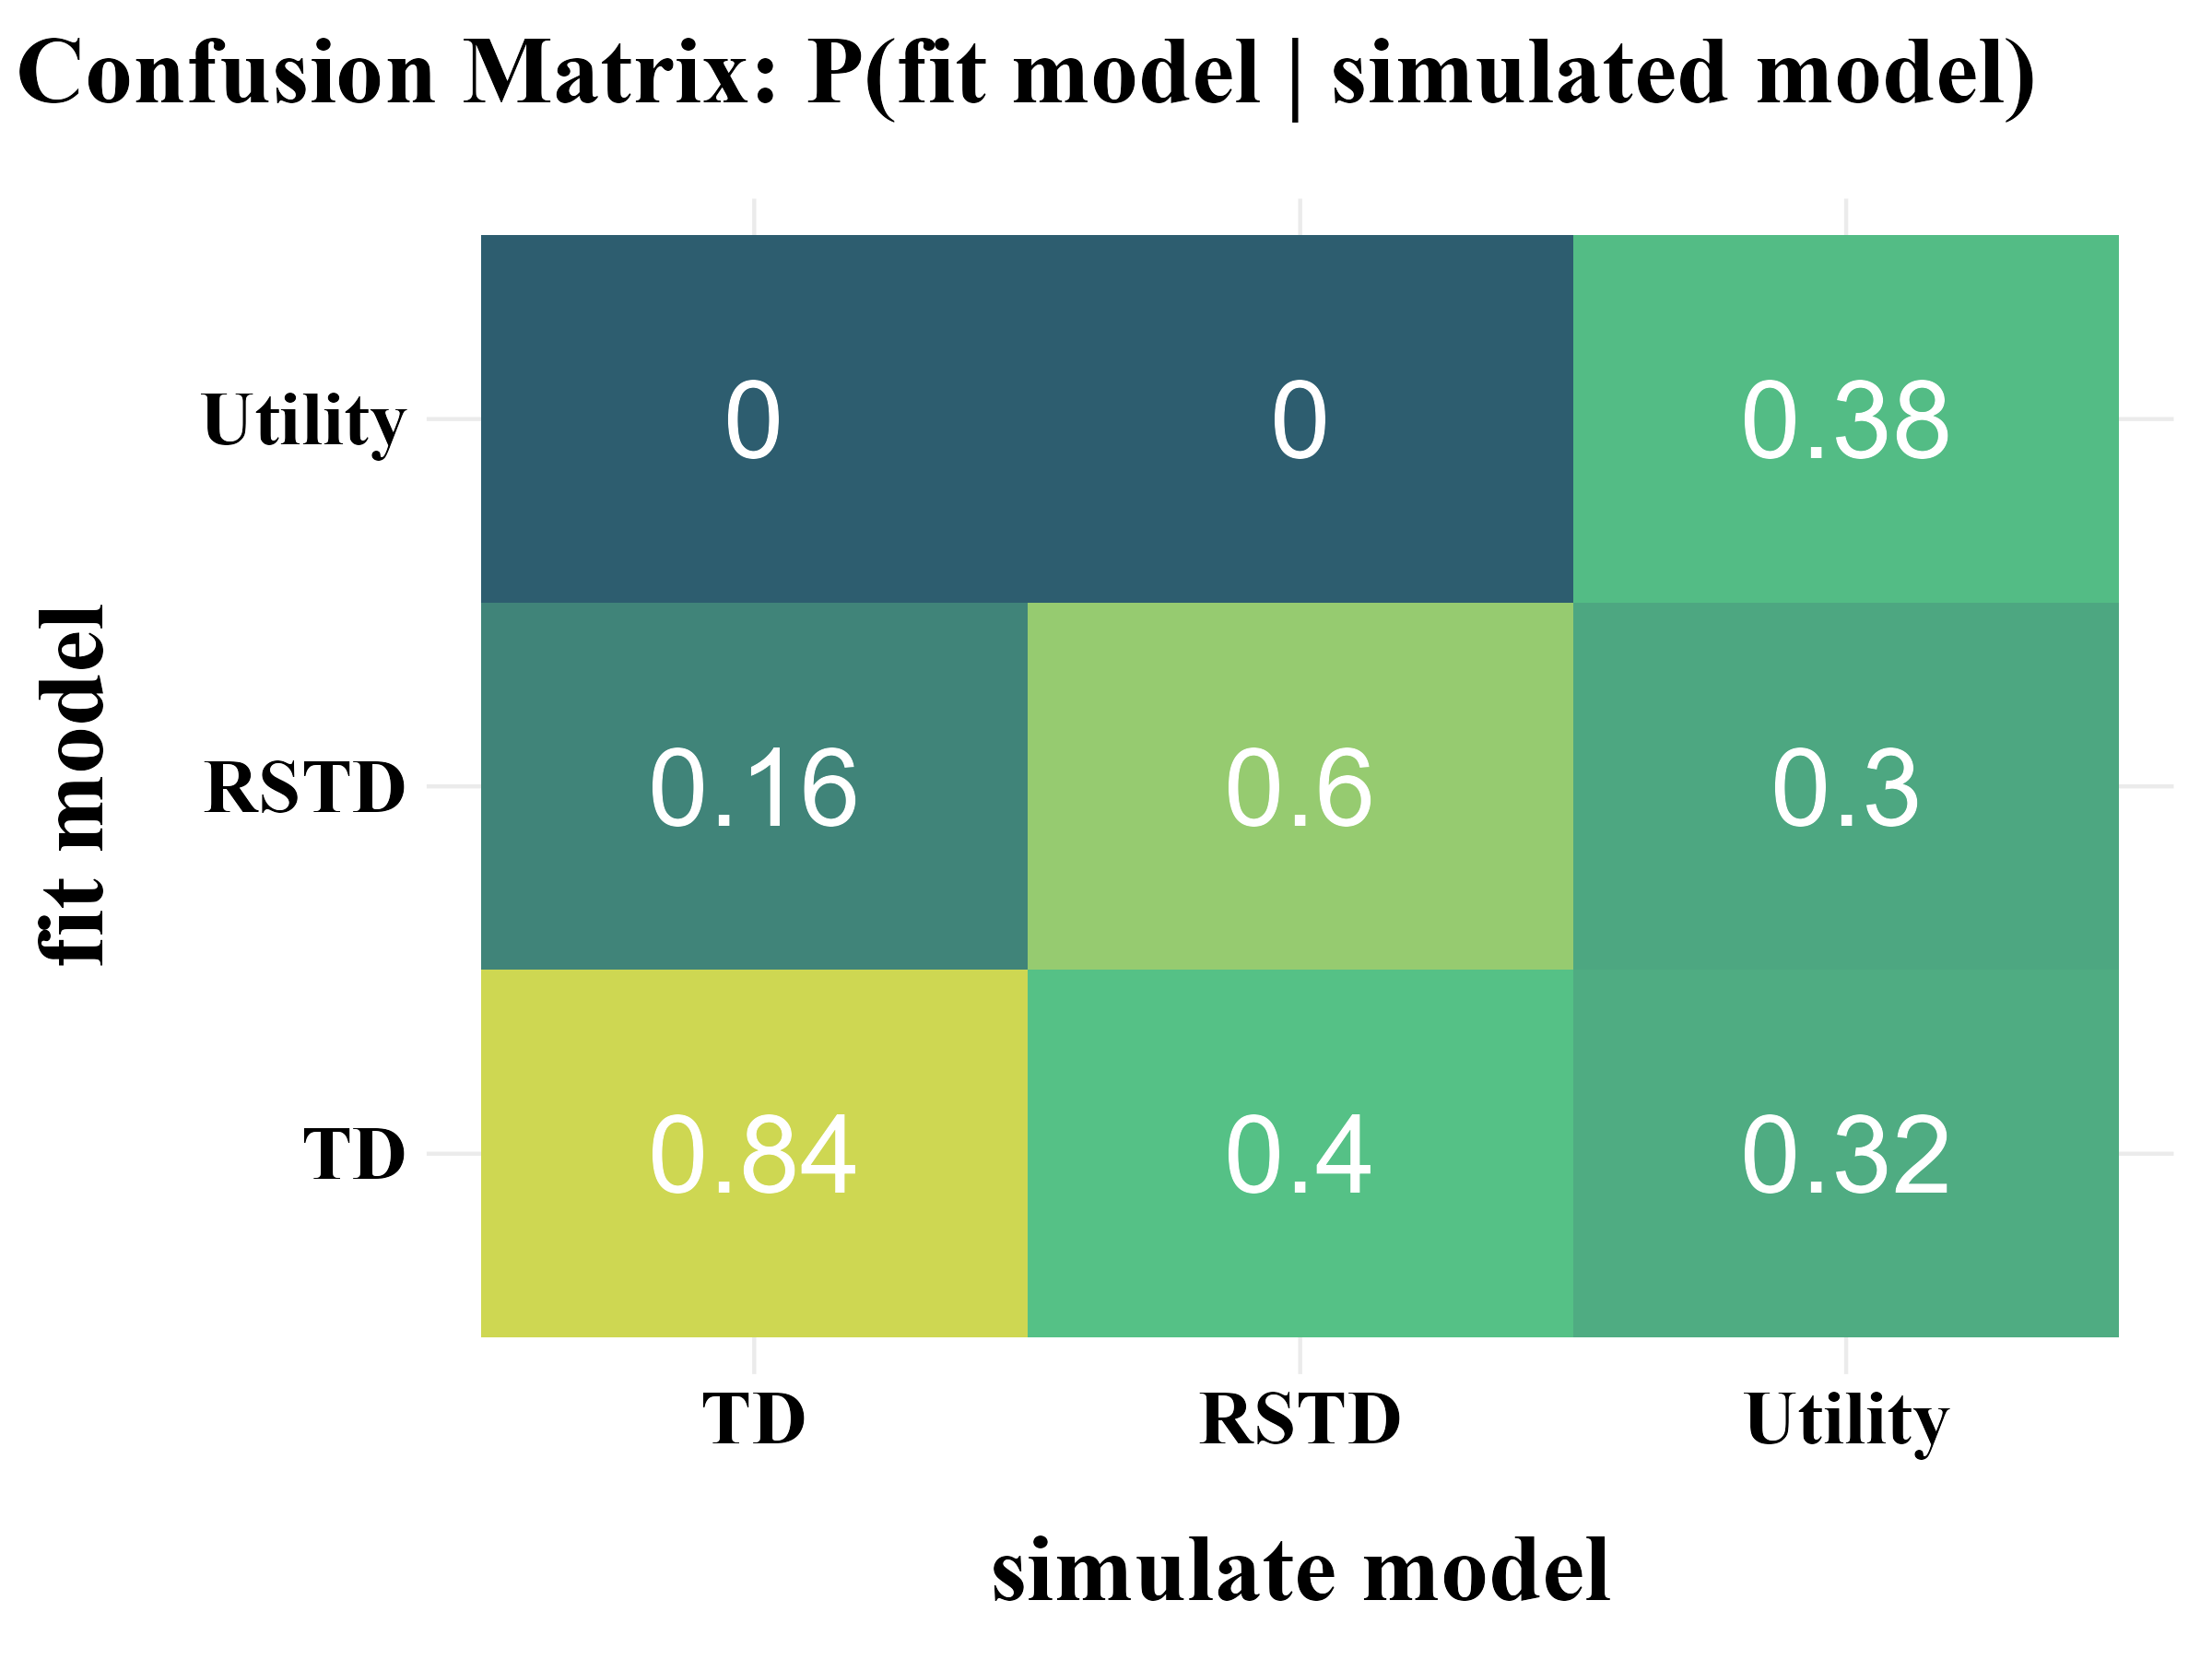 Confusion Matrix: P(fit model | simulated model)
fit model
Utility
0
0
0.38
RSTD
0.16
0.6
0.3
TD
0.84
0.4
0.32
TD
RSTD
Utility
simulate model